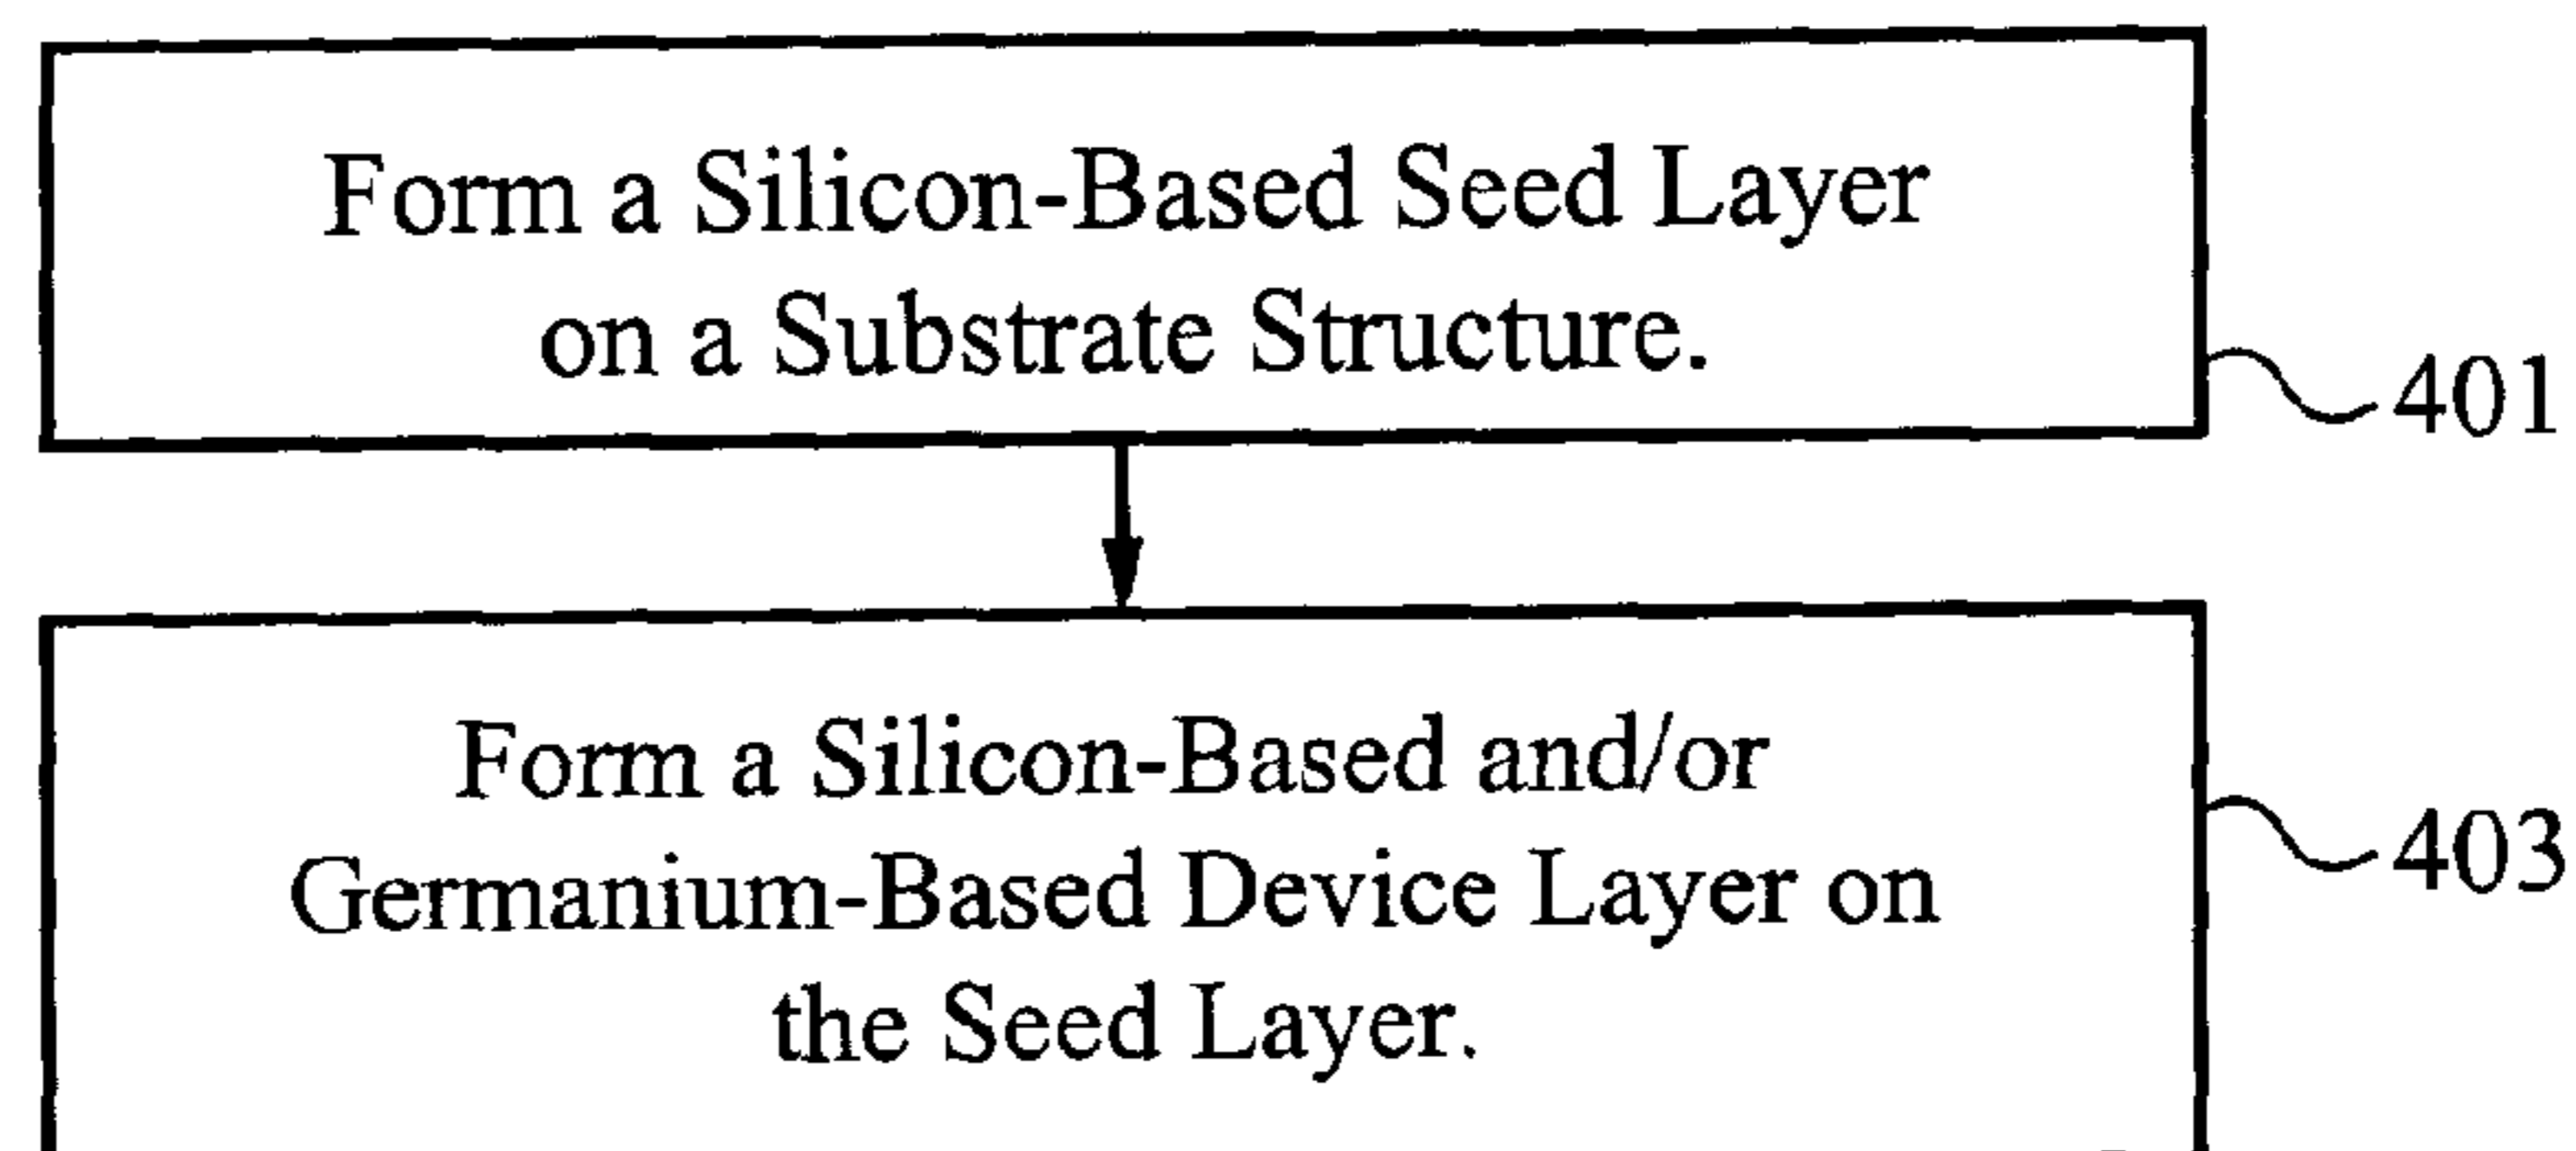 Form a Silicon-Based Seed Layer
on a Substrate Structure.
401
Form a Silicon-Based and/or
Germanium-Based Device Layer on
the Seed Layer.
403